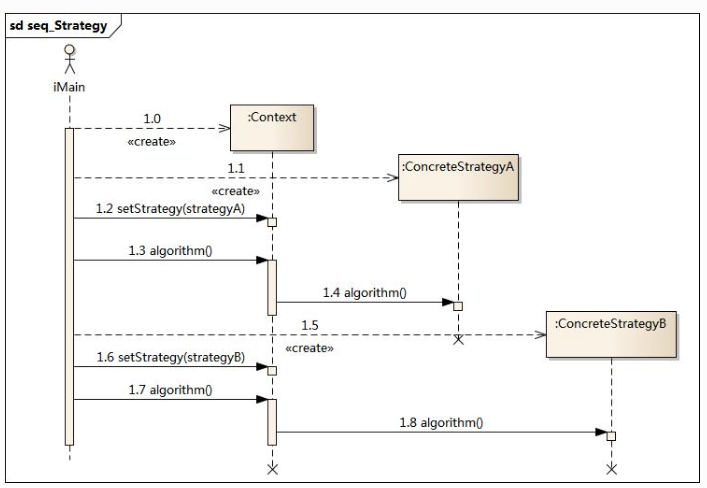 sd seq_Strategy
iMain
1.0
:Context
«create»
1.1
:ConcreteStrategyA
«create»
1.2 setStrategy(strategyA)
1.3 algorithm()
1.4 algorithm()
1.5
:ConcreteStrategyB
«create»
1.6 setStrategy(strategyB)
1.7 algorithm()
1.8 algorithm()